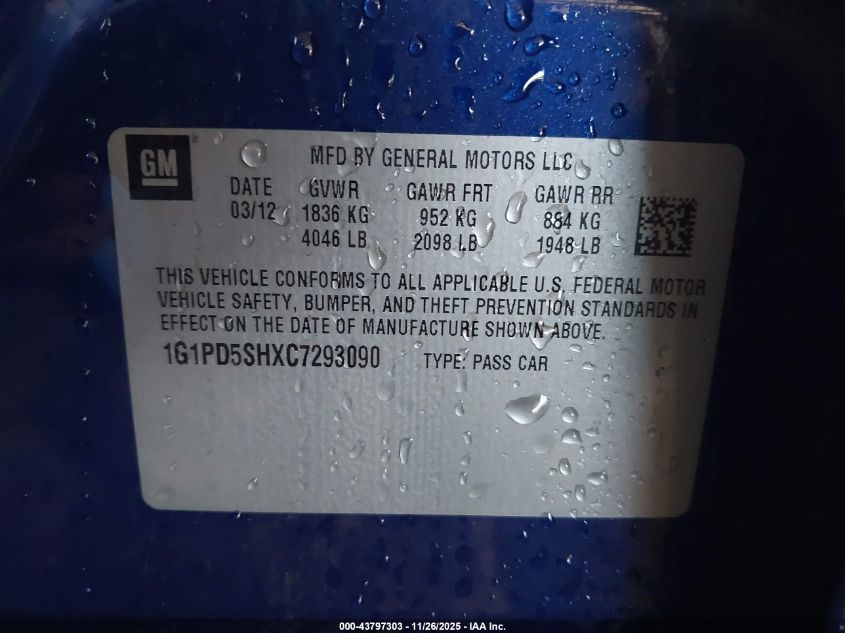 GM
MFD BY GENERAL MOTORS LLC
DATE GVWR GAWR FRT GAWR RR
03/12 1836 KG 952 KG 884 KG
4046 LB 2098 LB 1948 LB
THIS VEHICLE CONFORMS TO ALL APPLICABLE U.S. FEDERAL MOTOR
VEHICLE SAFETY, BUMPER, AND THEFT PREVENTION STANDARDS IN
EFFECT ON THE DATE OF MANUFACTURE SHOWN ABOVE.
1G1PD5SHXC7293090 TYPE: PASS CAR
000-43797303 - 11/26/2025 - IAA Inc.